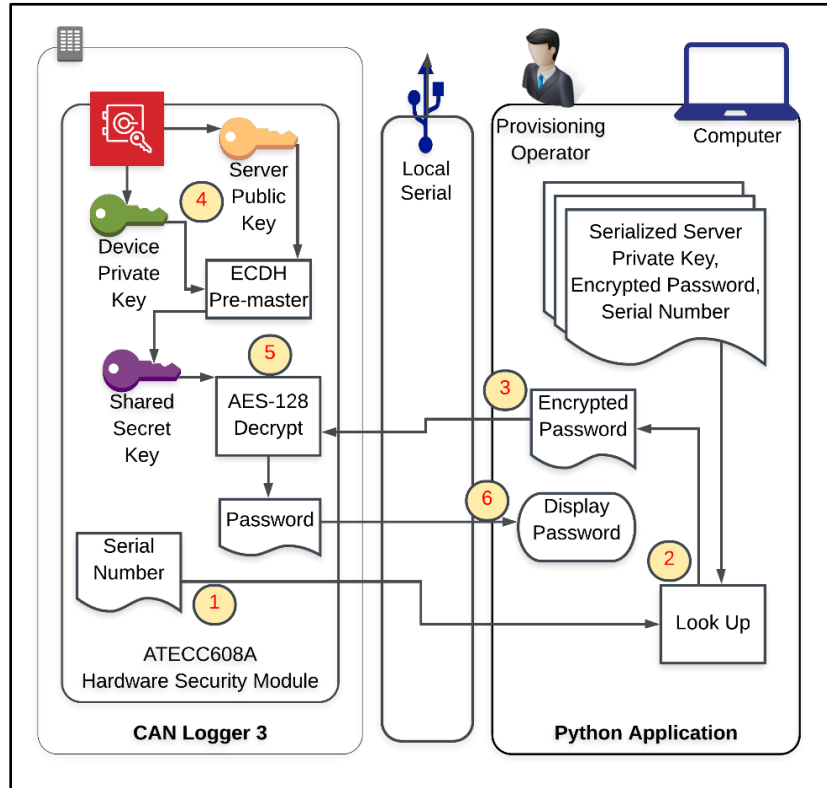 Server
Public
Key
4
Device
Private
Key
ECDH
Pre-master
5
Shared
Secret
Key
AES-128
Decrypt
Password
Serial
Number
1
ATECC608A
Hardware Security Module
CAN Logger 3
Local
Serial
Provisioning
Operator
Computer
Serialized Server
Private Key,
Encrypted Password,
Serial Number
3
Encrypted
Password
6
Display
Password
2
Look Up
Python Application